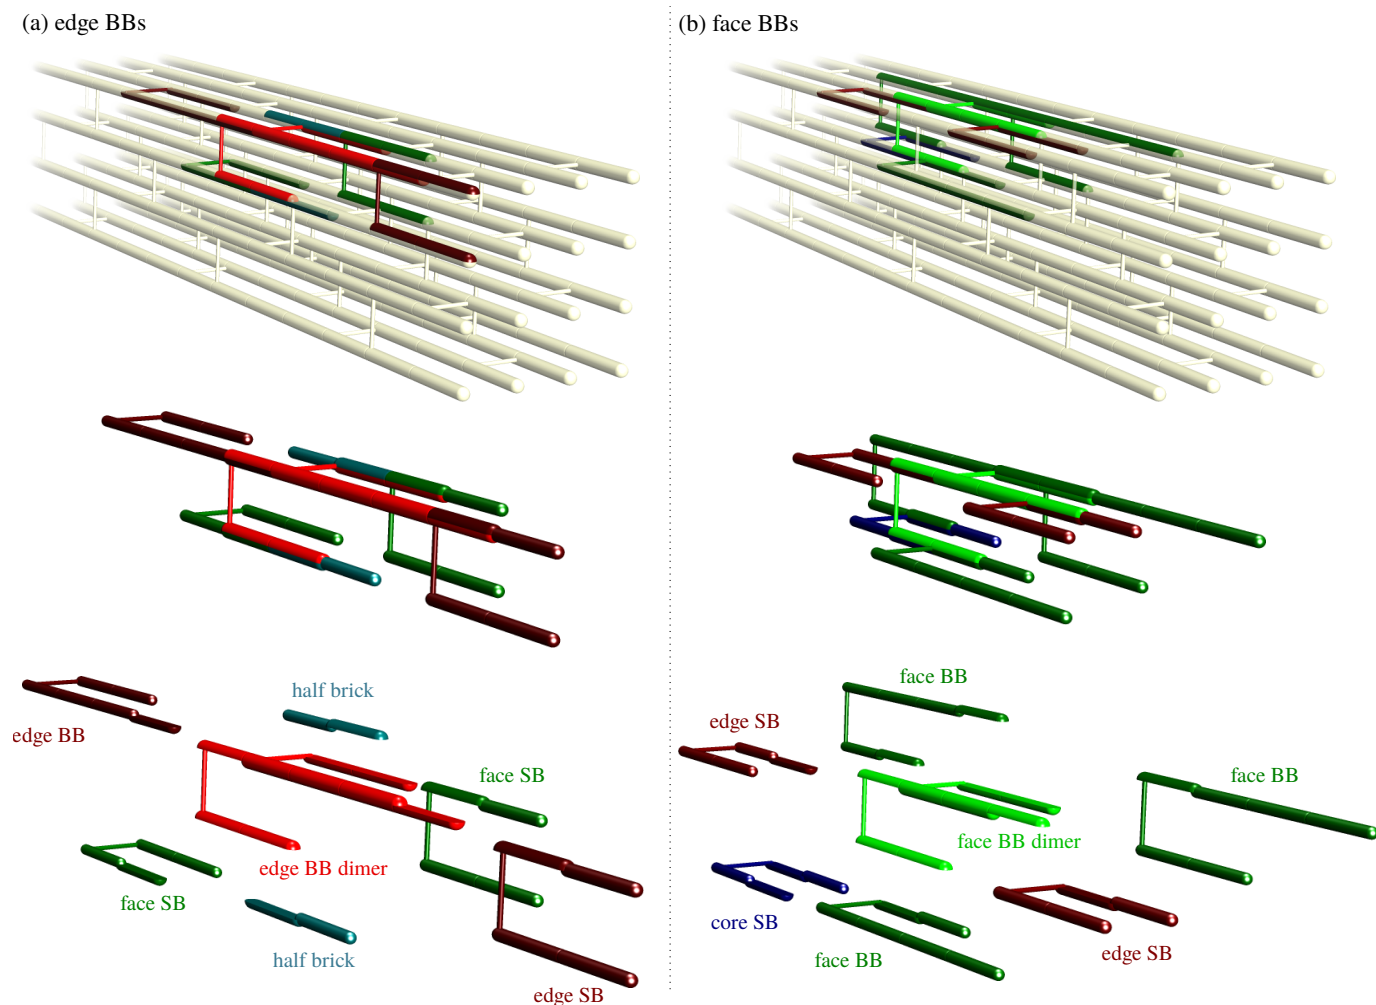 (a) edge BBs
(b) face BBs
half brick
edge BB
face SB
edge BB dimer
face SB
half brick
edge SB
face BB
edge SB
face BB
face BB dimer
core SB
face BB
edge SB